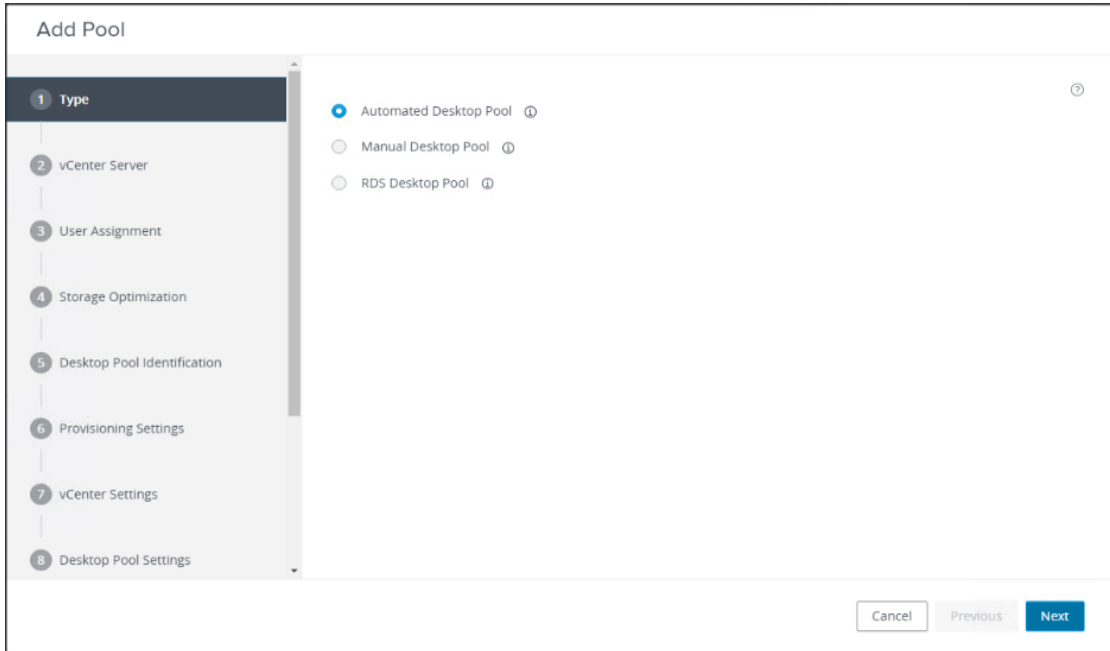 Add Pool
1 Type
2 vCenter Server
3 User Assignment
4 Storage Optimization
5 Desktop Pool Identification
6 Provisioning Settings
7 vCenter Settings
8 Desktop Pool Settings
?
Automated Desktop Pool i
Manual Desktop Pool i
RDS Desktop Pool i
Cancel Previous Next